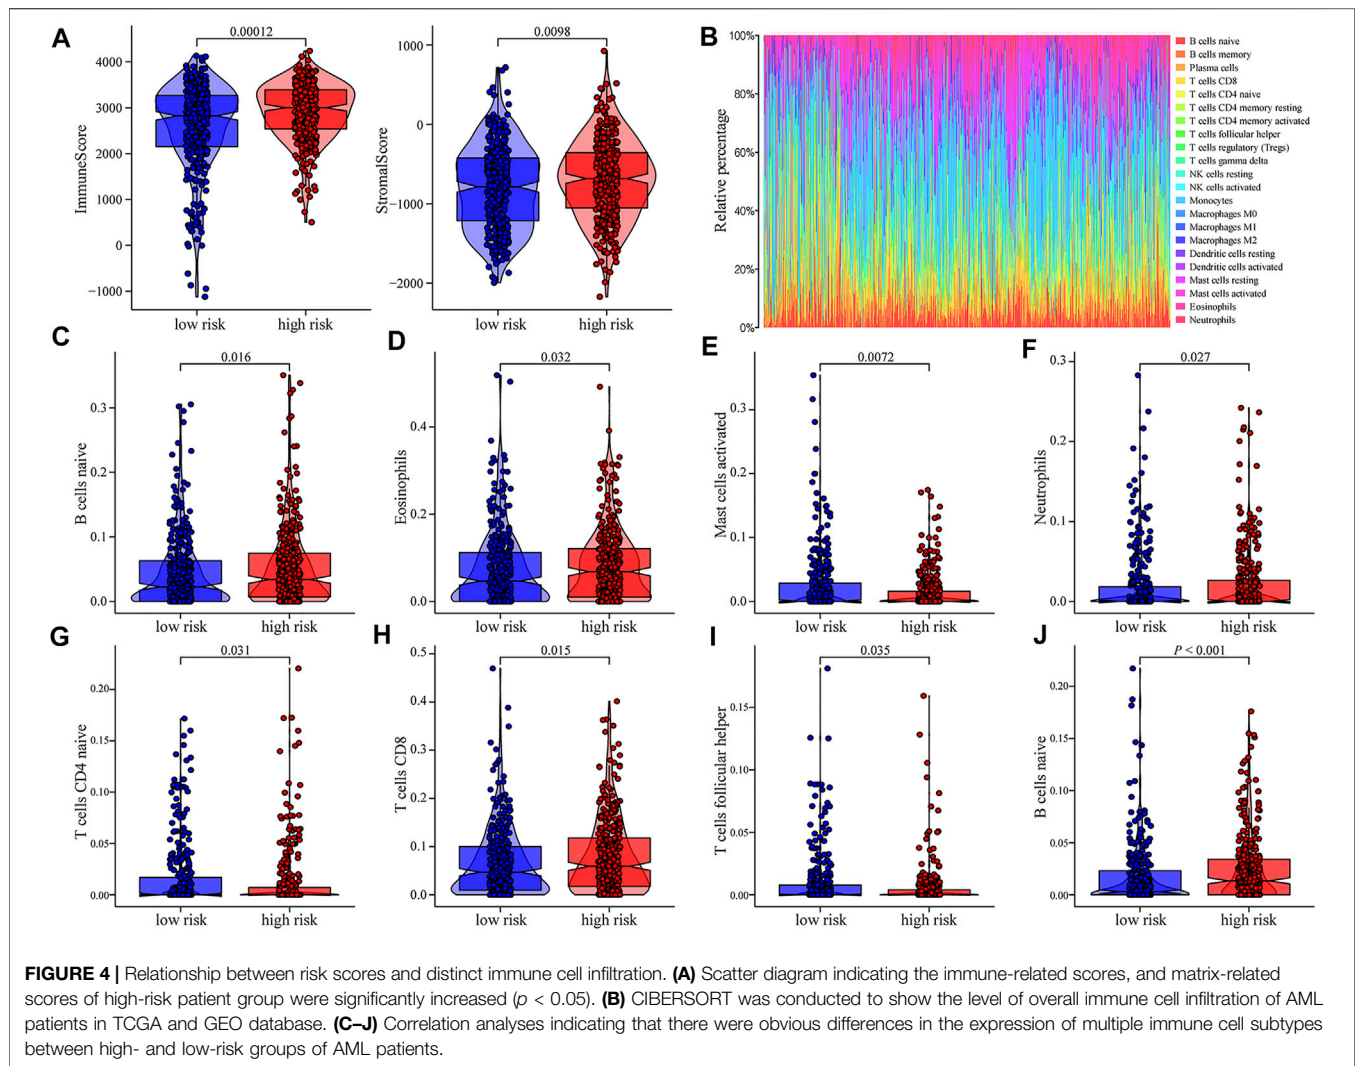 A
0.00012
ImmuneScore
4000
3000
2000
1000
0
−1000
low risk high risk
0.0098
StromalScore
1000
0
−1000
−2000
low risk high risk
B
Relative percentage
100%
80%
60%
40%
20%
0%
B cells naive
B cells memory
Plasma cells
T cells CD8
T cells CD4 naive
T cells CD4 memory resting
T cells CD4 memory activated
T cells follicular helper
T cells regulatory (Tregs)
T cells gamma delta
NK cells resting
NK cells activated
Monocytes
Macrophages M0
Macrophages M1
Macrophages M2
Dendritic cells resting
Dendritic cells activated
Mast cells resting
Mast cells activated
Eosinophils
Neutrophils
C
0.016
B cells naive
0.3
0.2
0.1
0.0
low risk high risk
D
0.032
Eosinophils
0.4
0.2
0.0
low risk high risk
E
0.0072
Mast cells activated
0.3
0.2
0.1
0.0
low risk high risk
F
0.027
Neutrophils
0.3
0.2
0.1
0.0
low risk high risk
G
0.031
T cells CD4 naive
0.20
0.15
0.10
0.05
0.00
low risk high risk
H
0.015
T cells CD8
0.5
0.4
0.3
0.2
0.1
0.0
low risk high risk
I
0.035
T cells follicular helper
0.15
0.10
0.05
0.00
low risk high risk
J
P < 0.001
B cells naive
0.20
0.15
0.10
0.05
0.00
low risk high risk
FIGURE 4 | Relationship between risk scores and distinct immune cell infiltration. (A) Scatter diagram indicating the immune-related scores, and matrix-related
scores of high-risk patient group were significantly increased (p < 0.05). (B) CIBERSORT was conducted to show the level of overall immune cell infiltration of AML
patients in TCGA and GEO database. (C–J) Correlation analyses indicating that there were obvious differences in the expression of multiple immune cell subtypes
between high- and low-risk groups of AML patients.